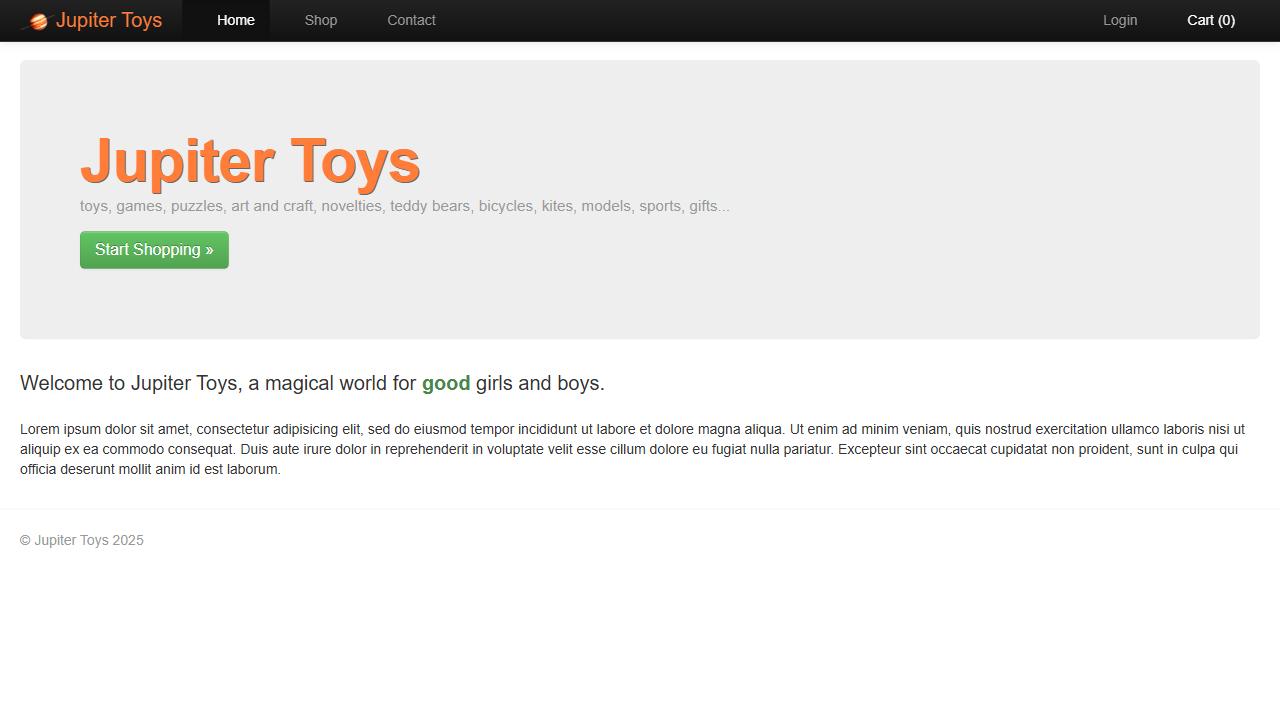 Jupiter Toys Home Shop Contact Login Cart (0)
Jupiter Toys
toys, games, puzzles, art and craft, novelties, teddy bears, bicycles, kites, models, sports, gifts...
Start Shopping »
Welcome to Jupiter Toys, a magical world for good girls and boys.
Lorem ipsum dolor sit amet, consectetur adipisicing elit, sed do eiusmod tempor incididunt ut labore et dolore magna aliqua. Ut enim ad minim veniam, quis nostrud exercitation ullamco laboris nisi ut
aliquip ex ea commodo consequat. Duis aute irure dolor in reprehenderit in voluptate velit esse cillum dolore eu fugiat nulla pariatur. Excepteur sint occaecat cupidatat non proident, sunt in culpa qui
officia deserunt mollit anim id est laborum.
© Jupiter Toys 2025